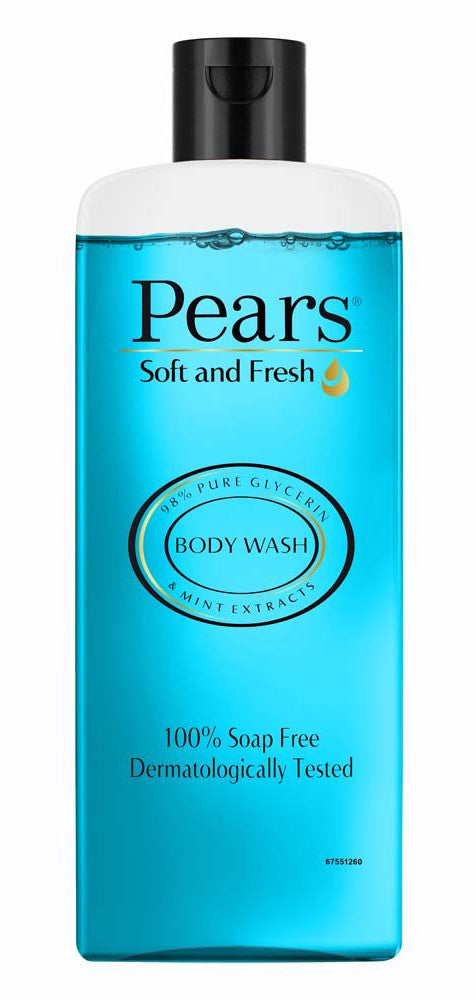 Pears®
Soft and Fresh
98% PURE GLYCERIN
BODY WASH
& MINT EXTRACTS
100% Soap Free
Dermatologically Tested
67551260